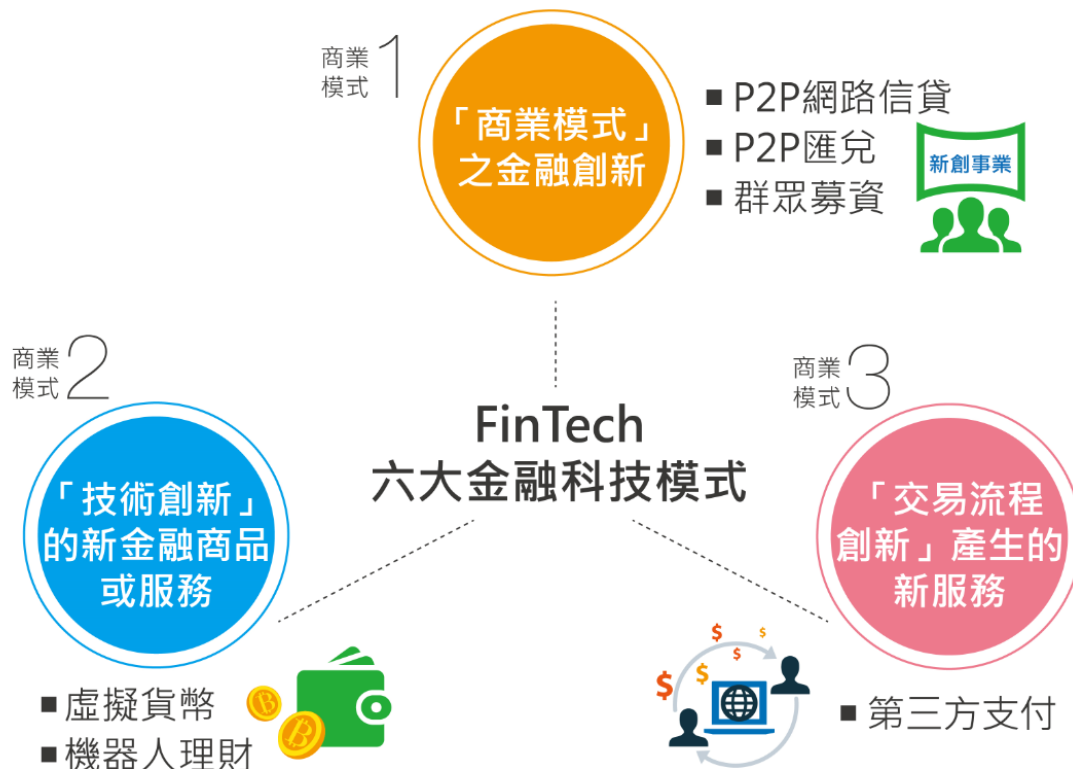 商業
模式1
「商業模式」
之金融創新
■ P2P網路信貸
■ P2P匯兌
■ 群眾募資
新創事業
FinTech
六大金融科技模式
商業
模式2
「技術創新」
的新金融商品
或服務
■ 虛擬貨幣
■ 機器人理財
商業
模式3
「交易流程
創新」產生的
新服務
■ 第三方支付